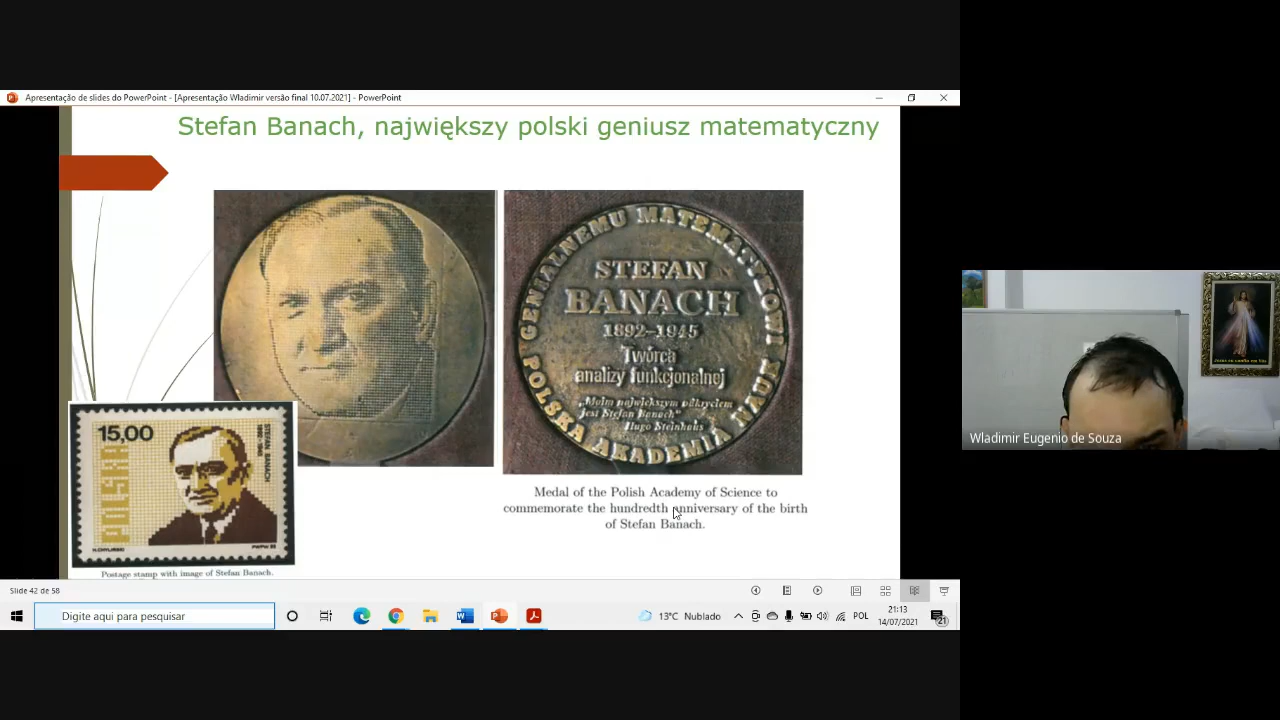 Apresentação de slides do PowerPoint - [Apresentação Wladimir versão final 10.07.2021] - PowerPoint
Stefan Banach, największy polski geniusz matematyczny
GENIALNEMU MATEMATYKOWI
STEFAN
BANACH
1892-1945
Twórca
analizy funkcjonalnej
„Moim największym odkryciem
jest Stefan Banach”
Hugo Steinhaus
POLSKA AKADEMIA NAUK
15,00
STEFAN BANACH
POLSKA
Medal of the Polish Academy of Science to
commemorate the hundredth anniversary of the birth
of Stefan Banach.
Postage stamp with image of Stefan Banach.
Wladimir Eugenio de Souza
Slide 42 de 58
Digite aqui para pesquisar
13°C Nublado
POL
21:13
14/07/2021
21